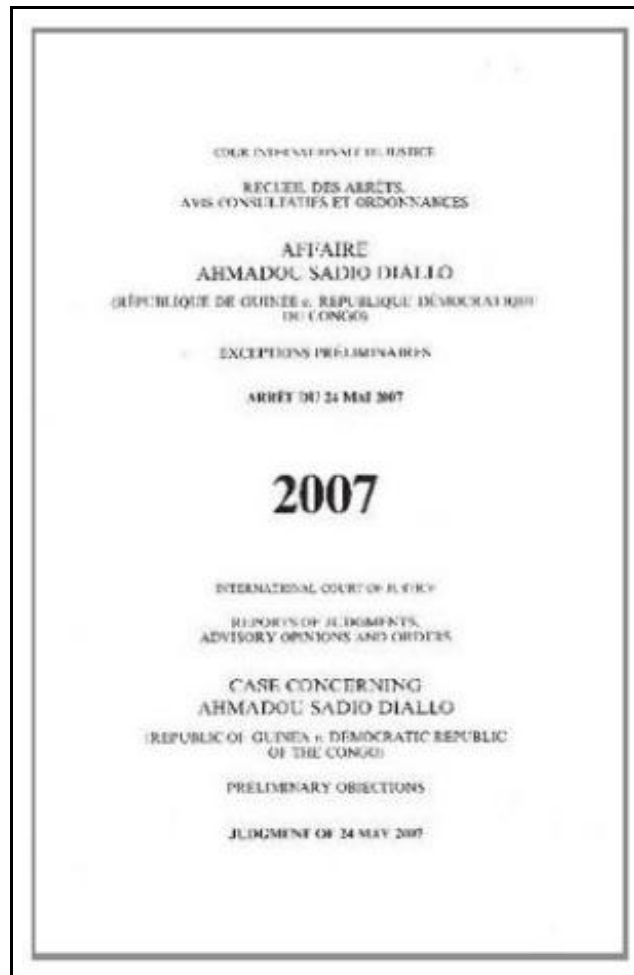 COUR INTERNATIONALE DE JUSTICE
RECUEIL DES ARRÊTS,
AVIS CONSULTATIFS ET ORDONNANCES
AFFAIRE
AHMADOU SADIO DIALLO
(RÉPUBLIQUE DE GUINÉE c. RÉPUBLIQUE DÉMOCRATIQUE
DU CONGO)
EXCEPTIONS PRÉLIMINAIRES
ARRÊT DU 24 MAI 2007
2007
INTERNATIONAL COURT OF JUSTICE
REPORTS OF JUDGMENTS,
ADVISORY OPINIONS AND ORDERS
CASE CONCERNING
AHMADOU SADIO DIALLO
(REPUBLIC OF GUINEA v. DEMOCRATIC REPUBLIC
OF THE CONGO)
PRELIMINARY OBJECTIONS
JUDGMENT OF 24 MAY 2007